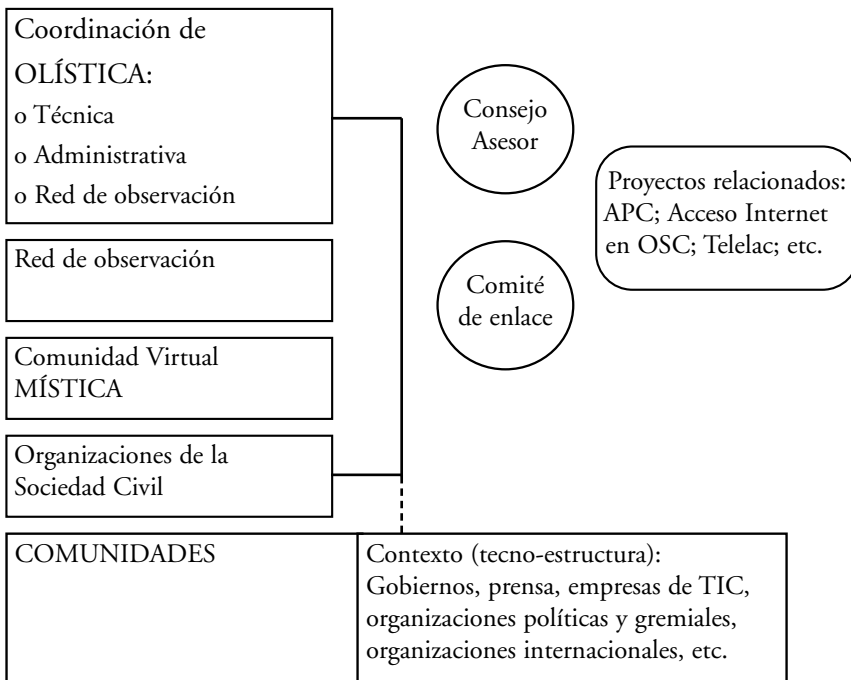 Coordinación de
OLÍSTICA:
o Técnica
o Administrativa
o Red de observación
Consejo
Asesor
Proyectos relacionados:
APC; Acceso Internet
en OSC; Telelac; etc.
Red de observación
Comité
de enlace
Comunidad Virtual
MÍSTICA
Organizaciones de la
Sociedad Civil
COMUNIDADES
Contexto (tecno-estructura):
Gobiernos, prensa, empresas de TIC,
organizaciones políticas y gremiales,
organizaciones internacionales, etc.